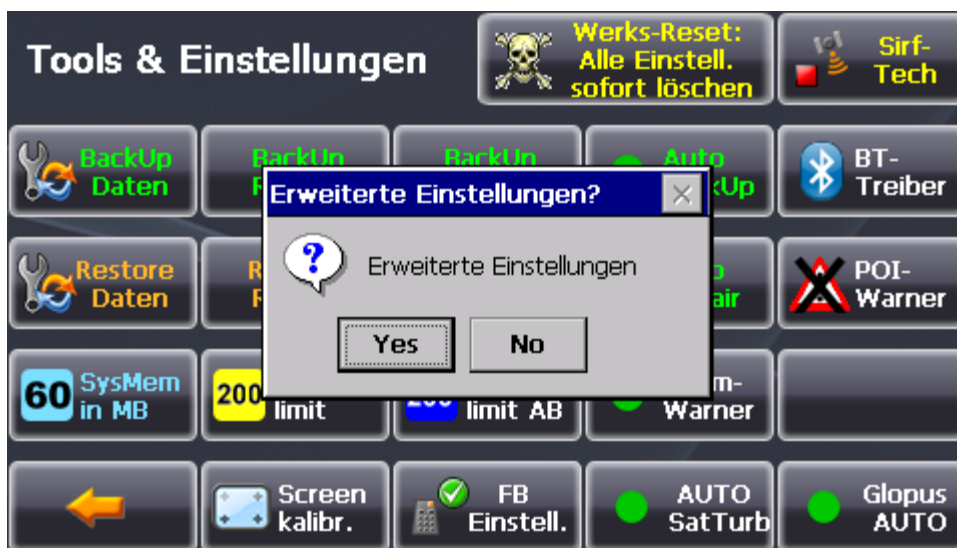 Tools & Einstellungen
Werks-Reset:
Alle Einstell.
sofort löschen
Sirf-
Tech
BackUp
Daten
BackUp
BackUp
Auto
BT-
Treiber
Erweiterte Einstellungen?
Erweiterte Einstellungen
Yes
No
Restore
Daten
POI-
Warner
60
SysMem
in MB
200
limit
limit AB
Warner
Screen
kalibr.
FB
Einstell.
AUTO
SatTurb
Glopus
AUTO